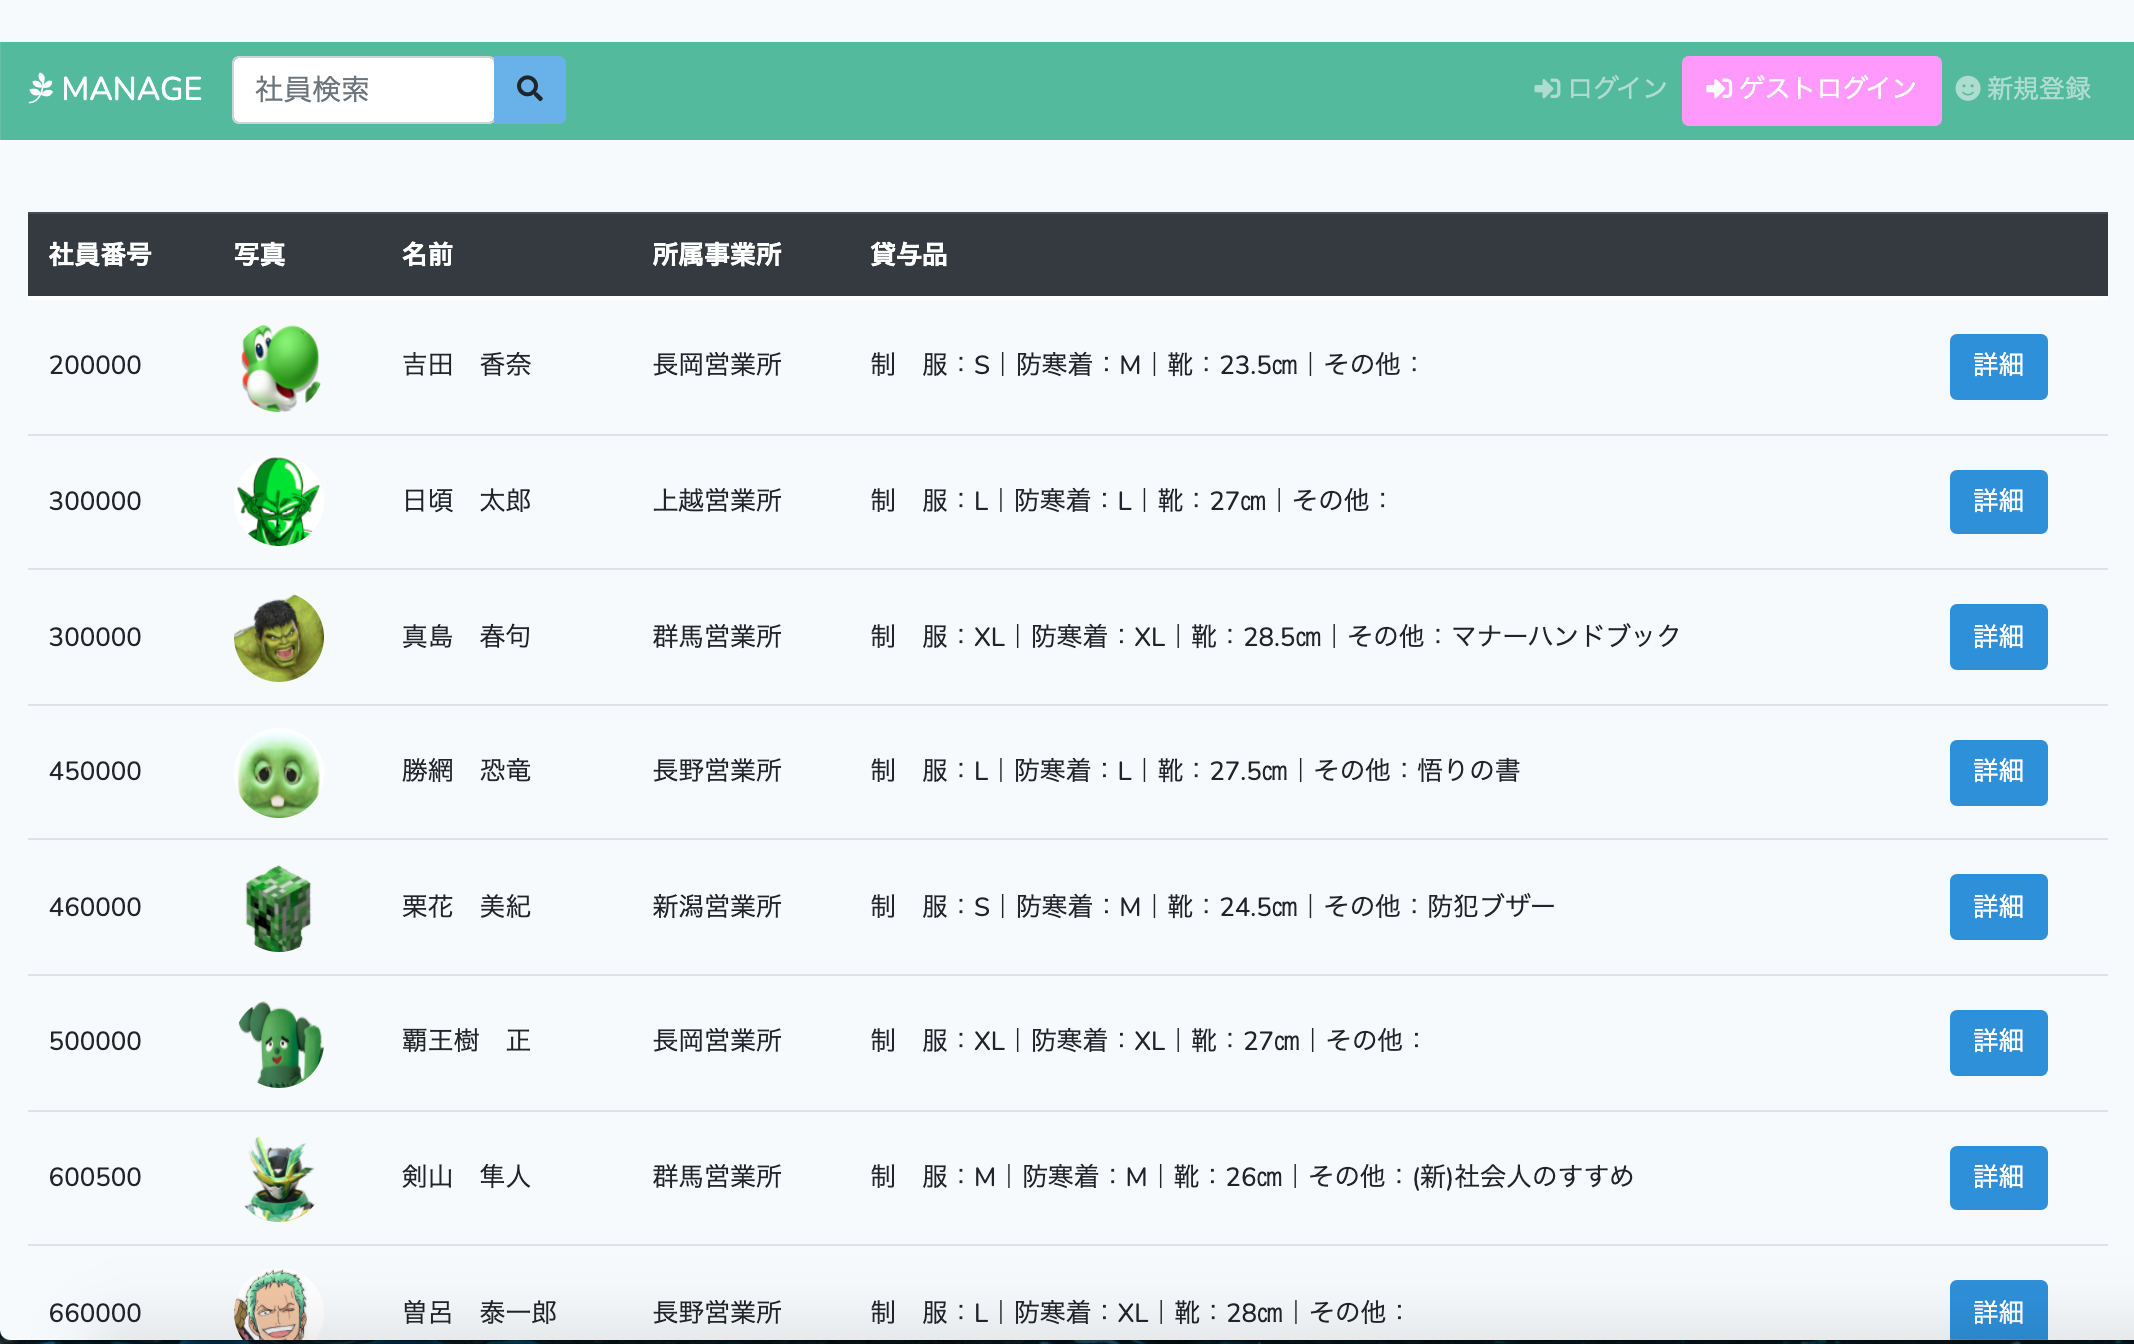 MANAGE 社員検索 ログイン ゲストログイン 新規登録
社員番号 写真 名前 所属事業所 貸与品
200000 吉田　香奈 長岡営業所 制　服：S｜防寒着：M｜靴：23.5㎝｜その他： 詳細
300000 日頃　太郎 上越営業所 制　服：L｜防寒着：L｜靴：27㎝｜その他： 詳細
300000 真島　春句 群馬営業所 制　服：XL｜防寒着：XL｜靴：28.5㎝｜その他：マナーハンドブック 詳細
450000 勝網　恐竜 長野営業所 制　服：L｜防寒着：L｜靴：27.5㎝｜その他：悟りの書 詳細
460000 栗花　美紀 新潟営業所 制　服：S｜防寒着：M｜靴：24.5㎝｜その他：防犯ブザー 詳細
500000 覇王樹　正 長岡営業所 制　服：XL｜防寒着：XL｜靴：27㎝｜その他： 詳細
600500 剣山　隼人 群馬営業所 制　服：M｜防寒着：M｜靴：26㎝｜その他：(新)社会人のすすめ 詳細
660000 曽呂　泰一郎 長野営業所 制　服：L｜防寒着：XL｜靴：28㎝｜その他： 詳細